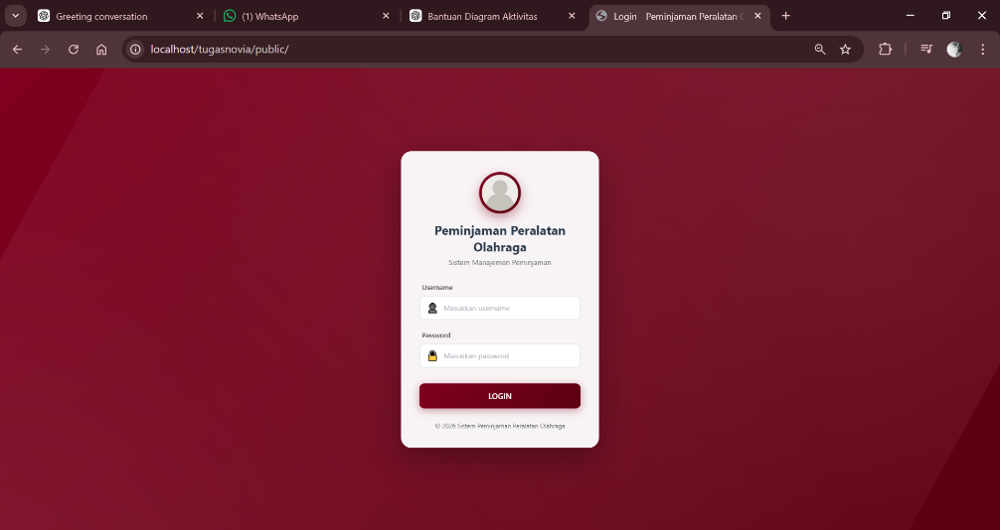 Greeting conversation
(1) WhatsApp
Bantuan Diagram Aktivitas
Login Peminjaman Peralatan
localhost/tugasnovia/public/
Peminjaman Peralatan
Olahraga
Sistem Manajemen Peminjaman
Username
Masukkan username
Password
Masukkan password
LOGIN
© 2026 Sistem Peminjaman Peralatan Olahraga